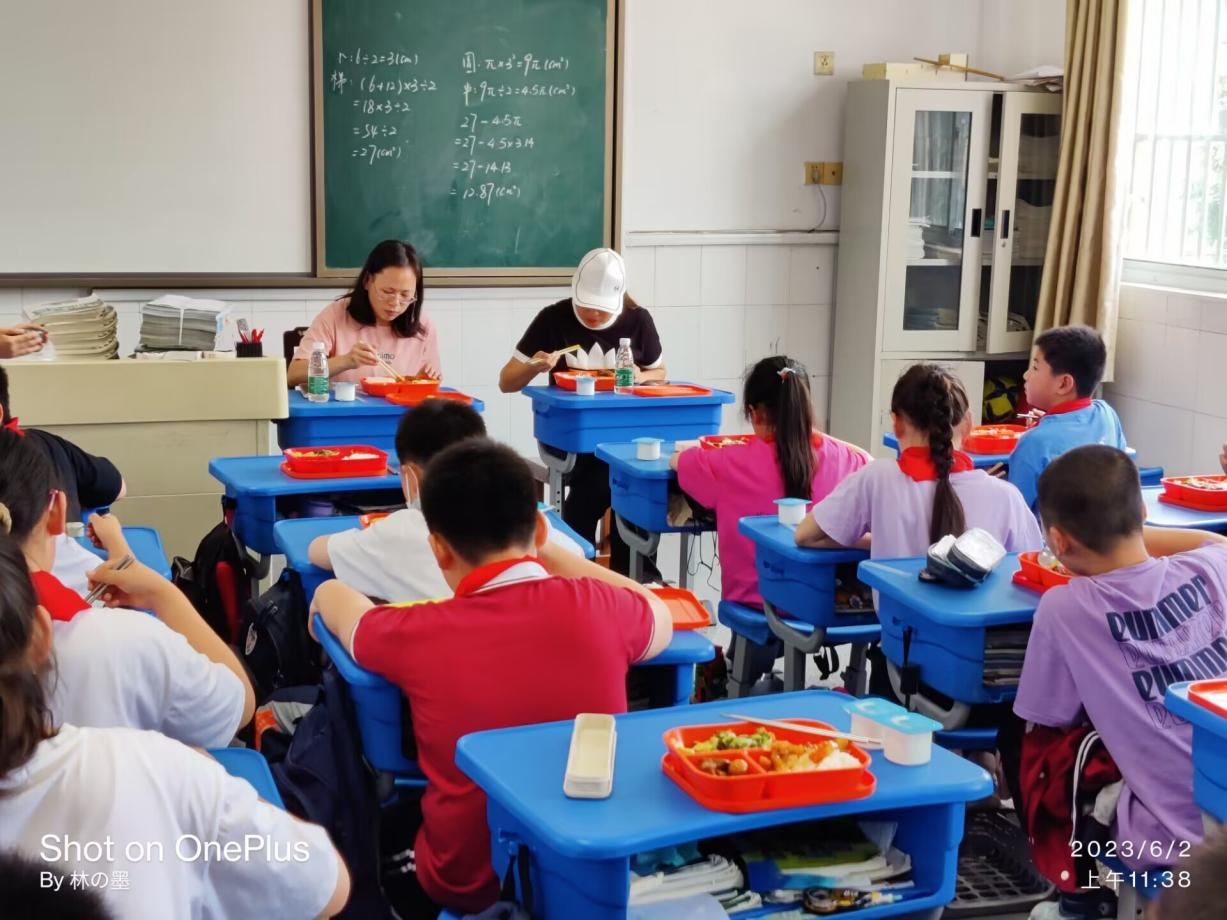 r: 6÷2=3(cm)
梯: (6+12)×3÷2
=18×3÷2
=54÷2
=27(cm²)
圆: π×3²=9π(cm²)
半: 9π÷2=4.5π(cm²)
27-4.5π
=27-4.5×3.14
=27-14.13
=12.87(cm²)
Shot on OnePlus
By 林の墨
2023/6/2
上午11:38